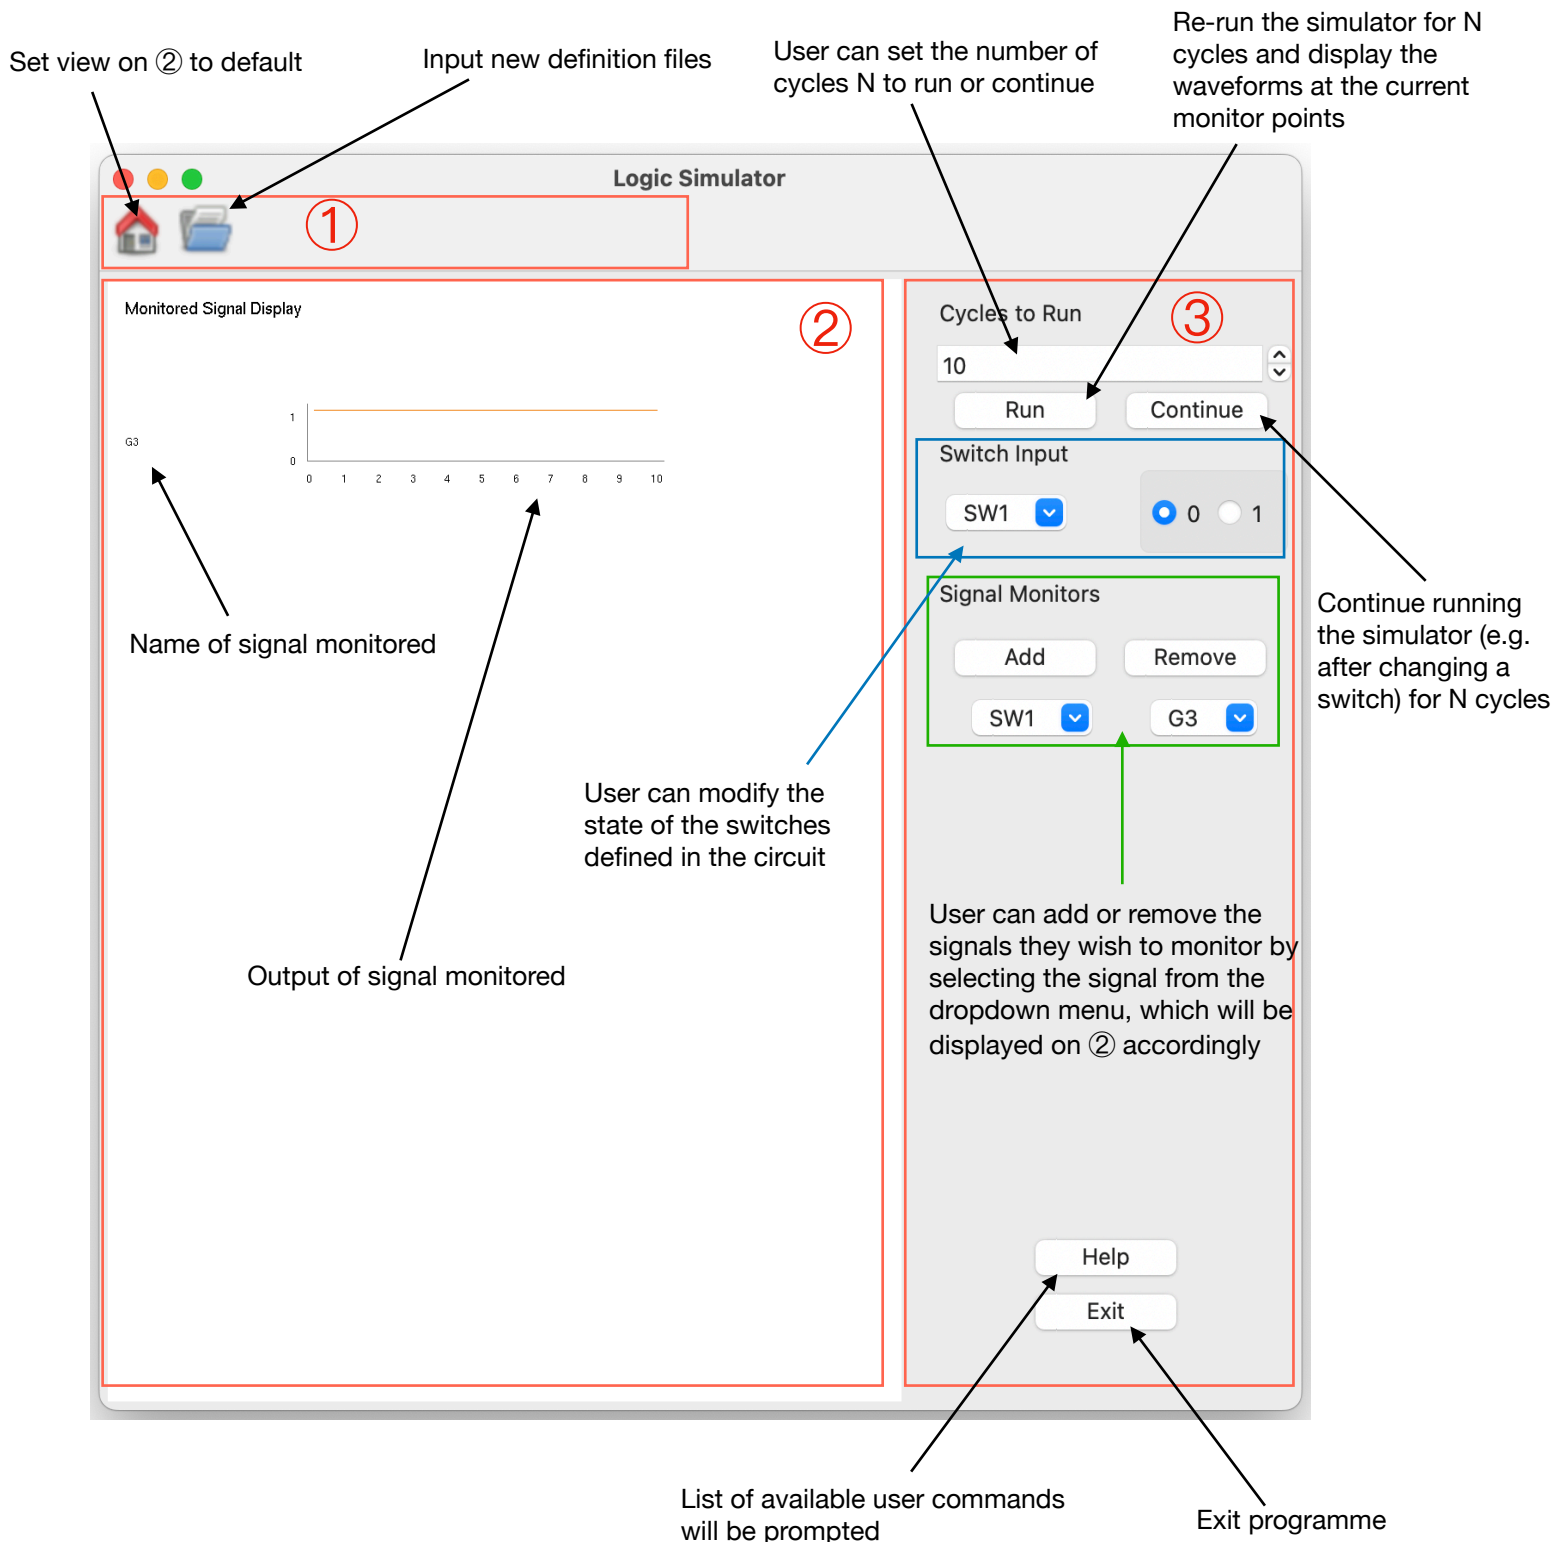 Set view on ② to default
Input new definition files
User can set the number of
cycles N to run or continue
Re-run the simulator for N
cycles and display the
waveforms at the current
monitor points
Logic Simulator
①
Monitored Signal Display
②
G3
1
0
0 1 2 3 4 5 6 7 8 9 10
Name of signal monitored
Output of signal monitored
③
Cycles to Run
10
Run Continue
Switch Input
SW1 0 1
Signal Monitors
Add Remove
SW1 G3
Continue running
the simulator (e.g.
after changing a
switch) for N cycles
User can modify the
state of the switches
defined in the circuit
User can add or remove the
signals they wish to monitor by
selecting the signal from the
dropdown menu, which will be
displayed on ② accordingly
Help
Exit
List of available user commands
will be prompted
Exit programme